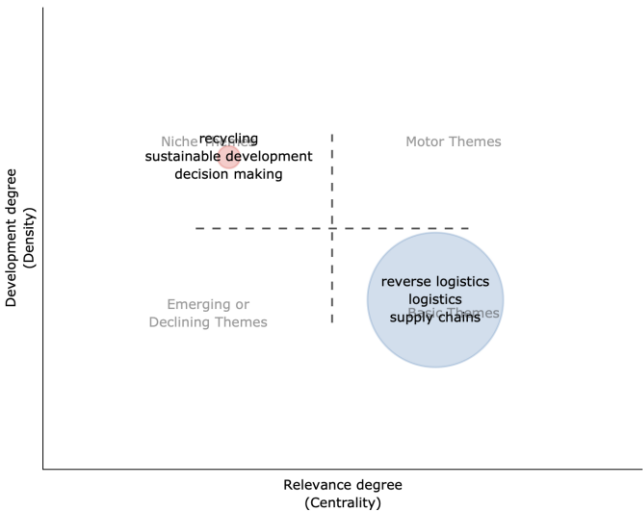 Niche Themes
recycling
sustainable development
decision making
Motor Themes
Development degree
(Density)
reverse logistics
logistics
supply chains
Basic Themes
Emerging or
Declining Themes
Relevance degree
(Centrality)